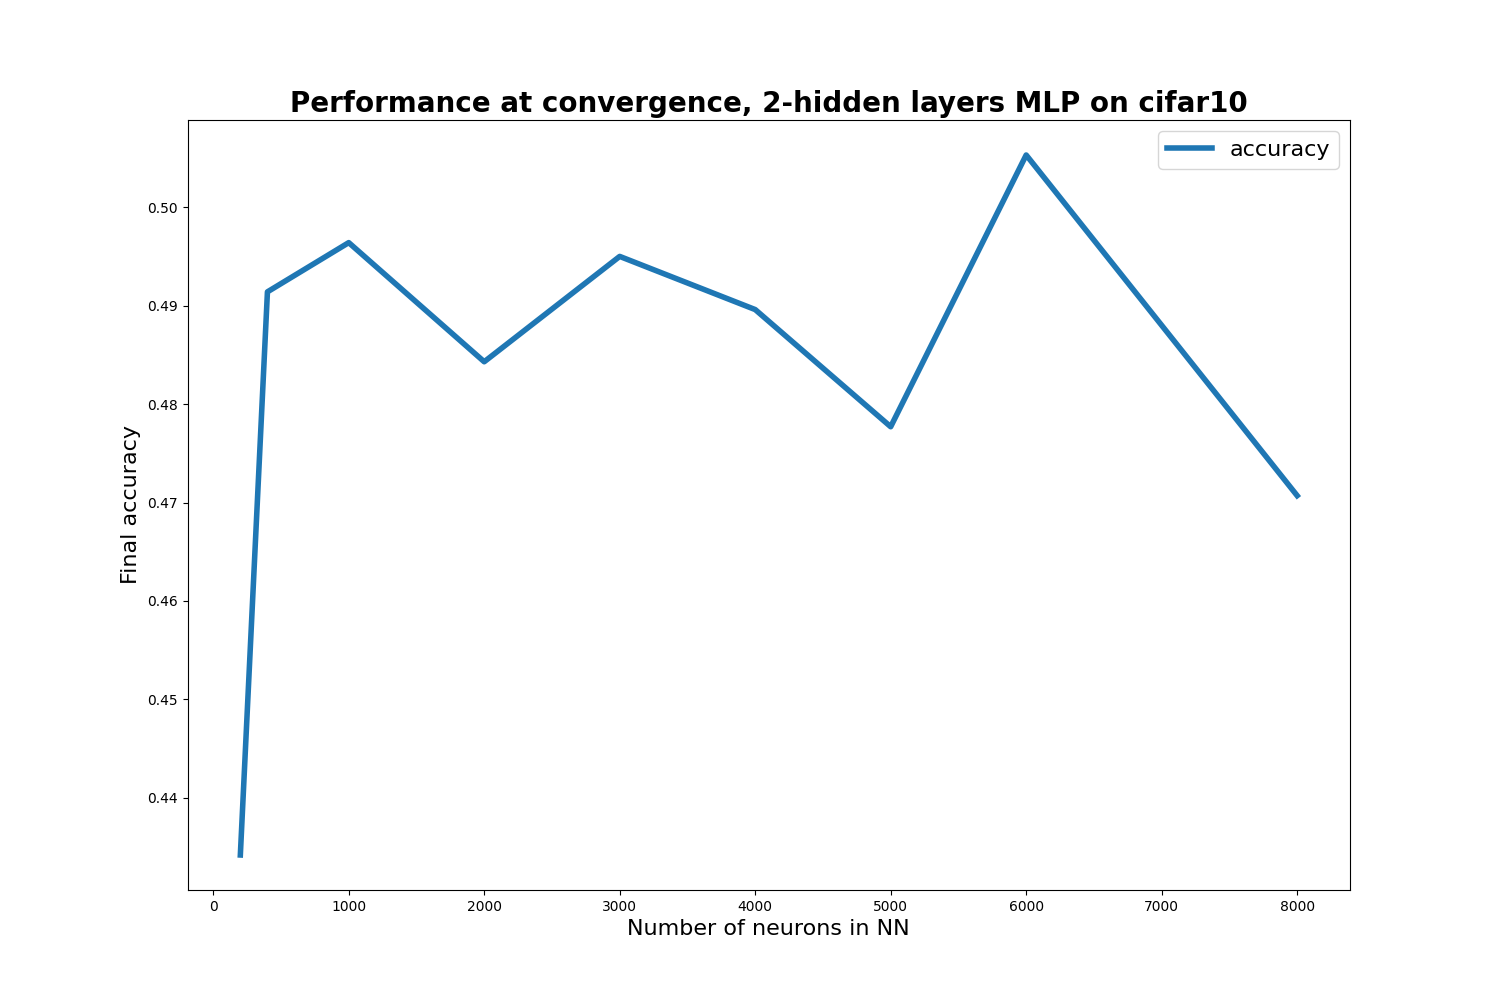 Performance at convergence, 2-hidden layers MLP on cifar10
accuracy
0.50
0.49
0.48
0.47
0.46
0.45
0.44
Final accuracy
0 1000 2000 3000 4000 5000 6000 7000 8000
Number of neurons in NN